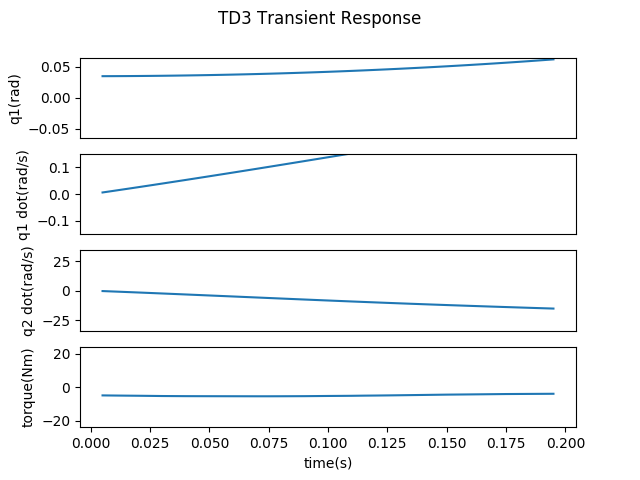 TD3 Transient Response
q1(rad)
0.05
0.00
−0.05
q1 dot(rad/s)
0.1
0.0
−0.1
q2 dot(rad/s)
25
0
−25
torque(Nm)
20
0
−20
0.000 0.025 0.050 0.075 0.100 0.125 0.150 0.175 0.200
time(s)